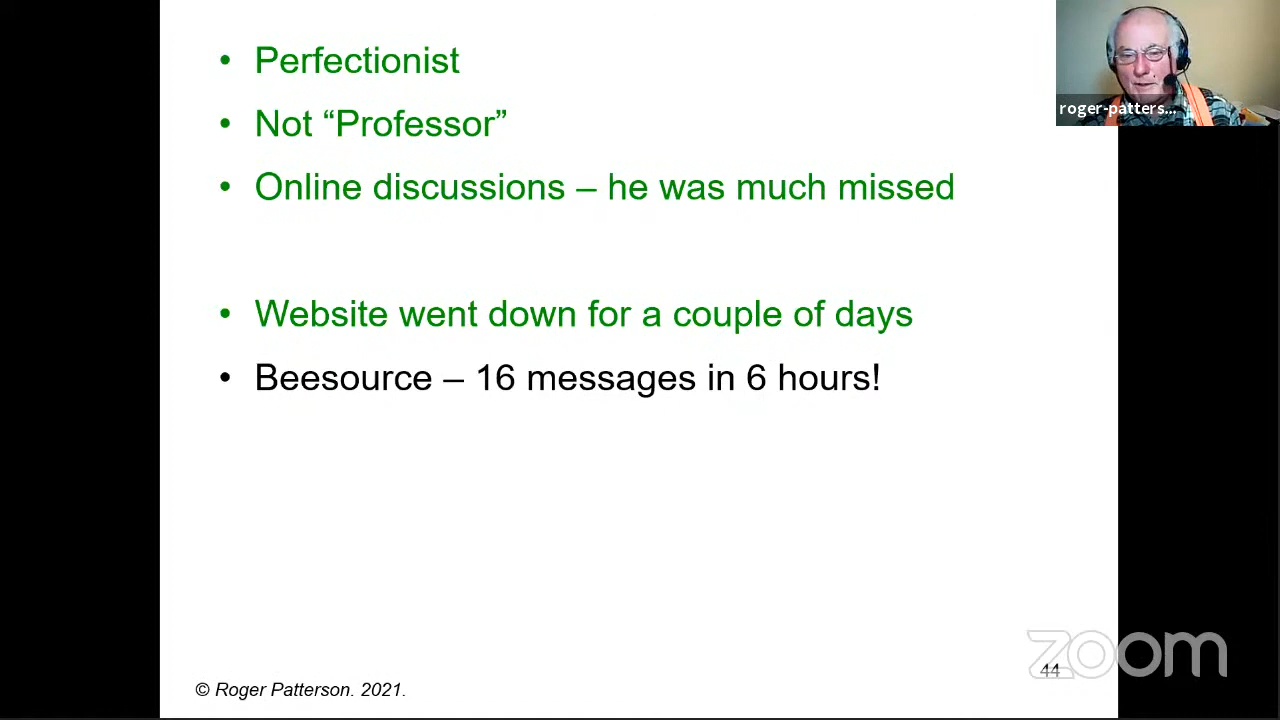 • Perfectionist
• Not “Professor”
• Online discussions – he was much missed
• Website went down for a couple of days
• Beesource – 16 messages in 6 hours!
roger-patters...
zoom
44
© Roger Patterson. 2021.